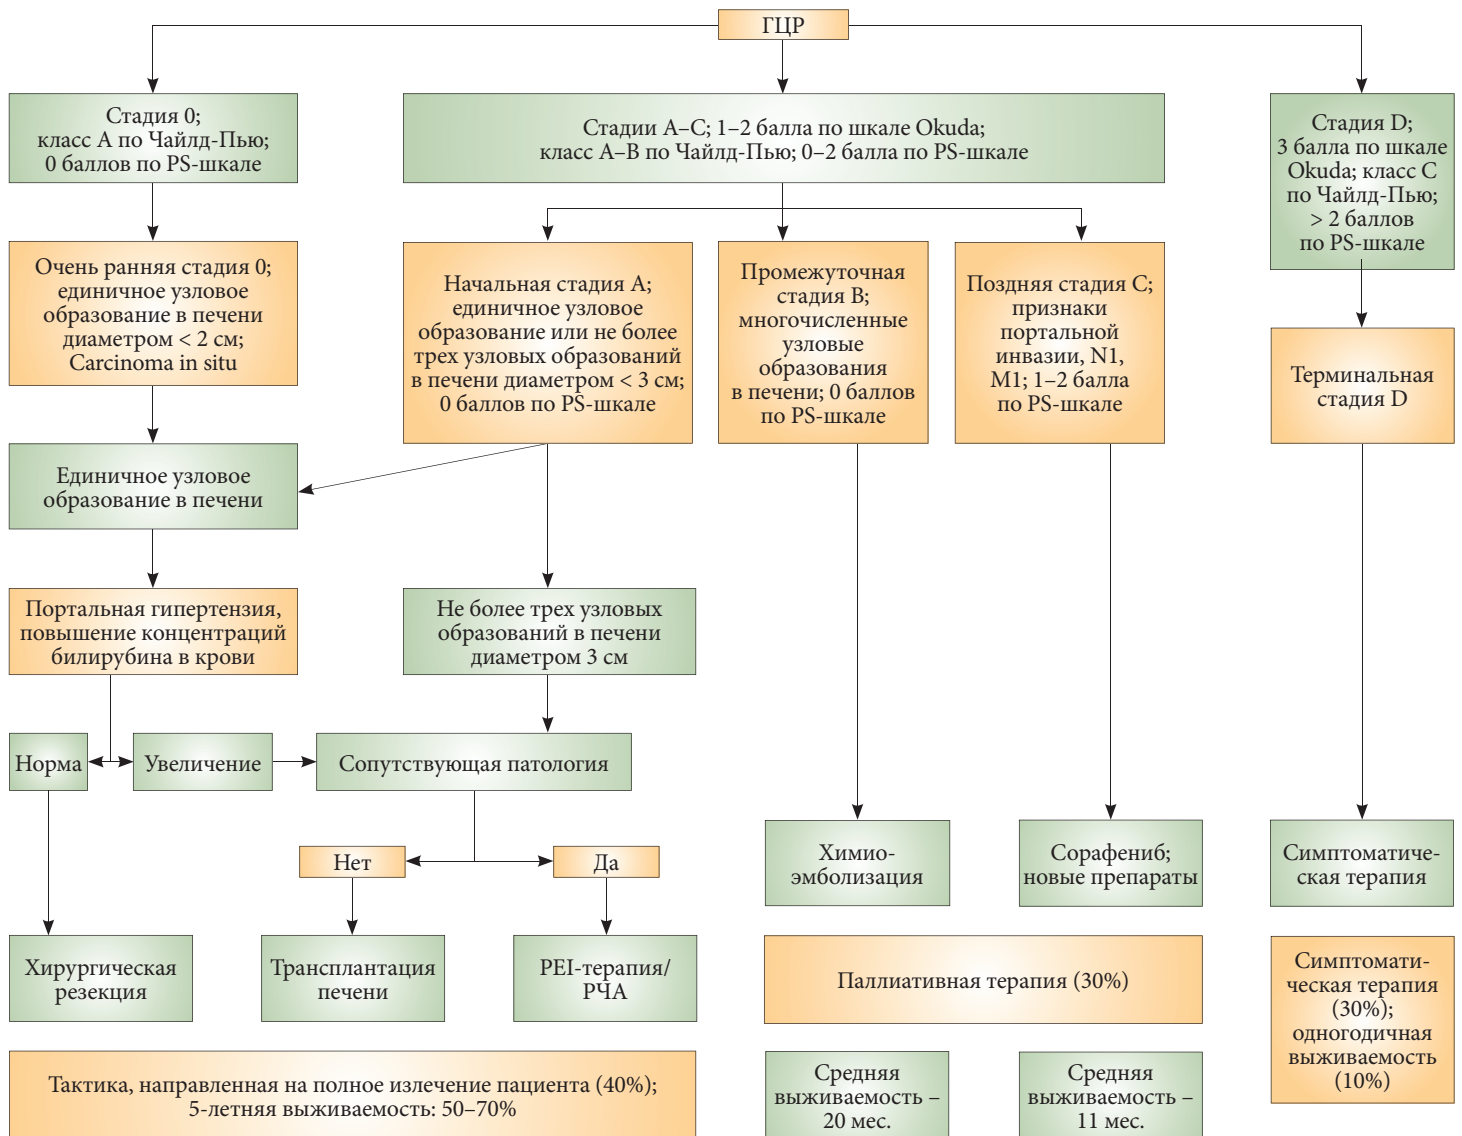 ГЦР
Стадия 0;
класс А по Чайлд-Пью;
0 баллов по PS-шкале
Стадии А–С; 1–2 балла по шкале Okuda;
класс А–В по Чайлд-Пью; 0–2 балла по PS-шкале
Стадия D;
3 балла по шкале
Okuda; класс С
по Чайлд-Пью;
> 2 баллов
по PS-шкале
Очень ранняя стадия 0;
единичное узловое
образование в печени
диаметром < 2 см;
Carcinoma in situ
Начальная стадия А;
единичное узловое
образование или не более
трех узловых образований
в печени диаметром < 3 см;
0 баллов по PS-шкале
Промежуточная
стадия В;
многочисленные
узловые
образования
в печени; 0 баллов
по PS-шкале
Поздняя стадия С;
признаки
портальной
инвазии, N1,
M1; 1–2 балла
по PS-шкале
Терминальная
стадия D
Единичное узловое
образование в печени
Портальная гипертензия,
повышение концентраций
билирубина в крови
Не более трех узловых
образований в печени
диаметром 3 см
Норма
Увеличение
Сопутствующая патология
Нет
Да
Химио-
эмболизация
Сорафениб;
новые препараты
Симптоматиче-
ская терапия
Хирургическая
резекция
Трансплантация
печени
PEI-терапия/
РЧА
Паллиативная терапия (30%)
Симптомати-
ческая терапия
(30%);
одногодичная
выживаемость
(10%)
Тактика, направленная на полное излечение пациента (40%);
5-летняя выживаемость: 50–70%
Средняя
выживаемость –
20 мес.
Средняя
выживаемость –
11 мес.